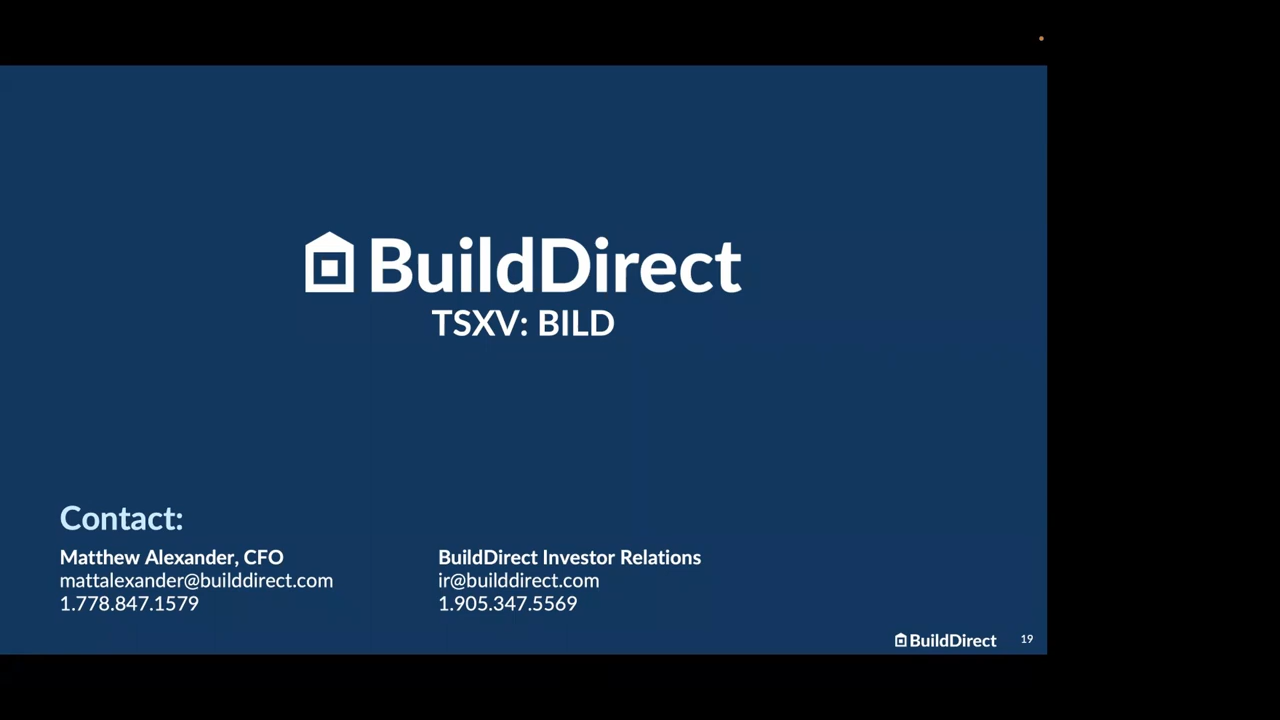 BuildDirect
TSXV: BILD
Contact:
Matthew Alexander, CFO
mattalexander@builddirect.com
1.778.847.1579
BuildDirect Investor Relations
ir@builddirect.com
1.905.347.5569
BuildDirect 19